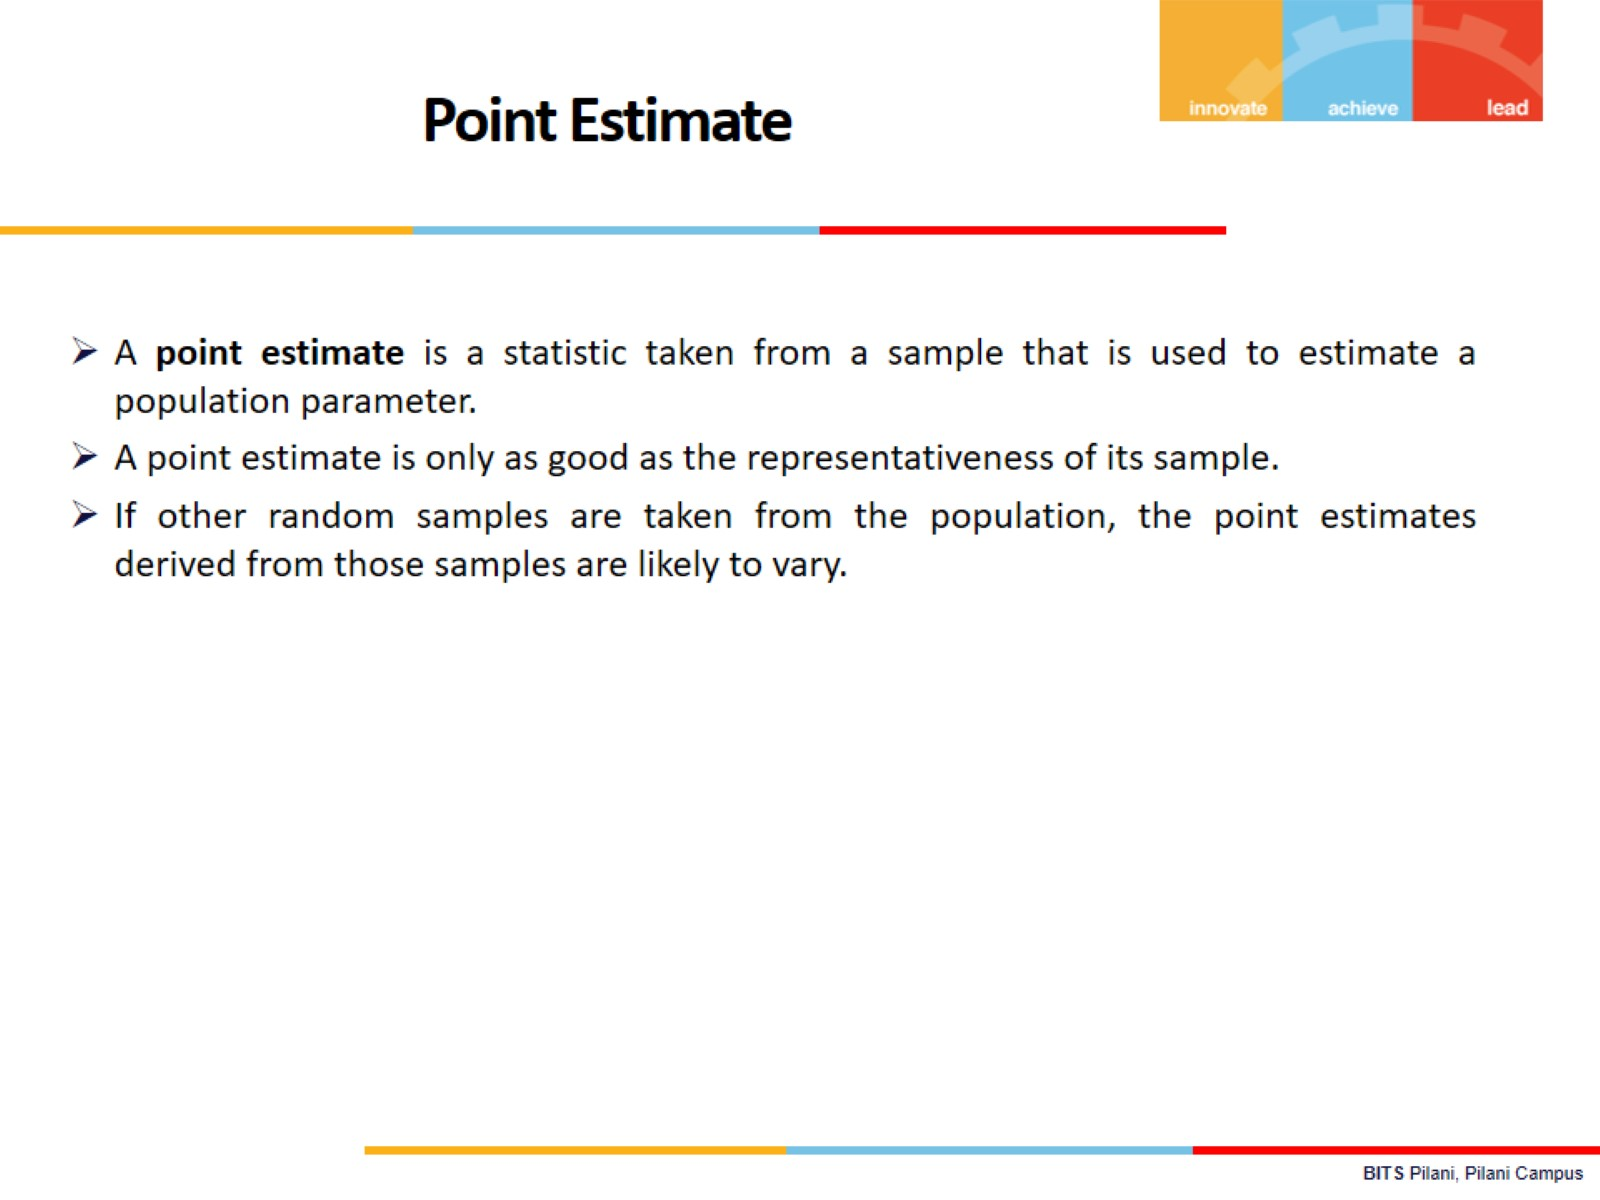 innovate achieve lead
Point Estimate
➢ A point estimate is a statistic taken from a sample that is used to estimate a
population parameter.
➢ A point estimate is only as good as the representativeness of its sample.
➢ If other random samples are taken from the population, the point estimates
derived from those samples are likely to vary.
BITS Pilani, Pilani Campus